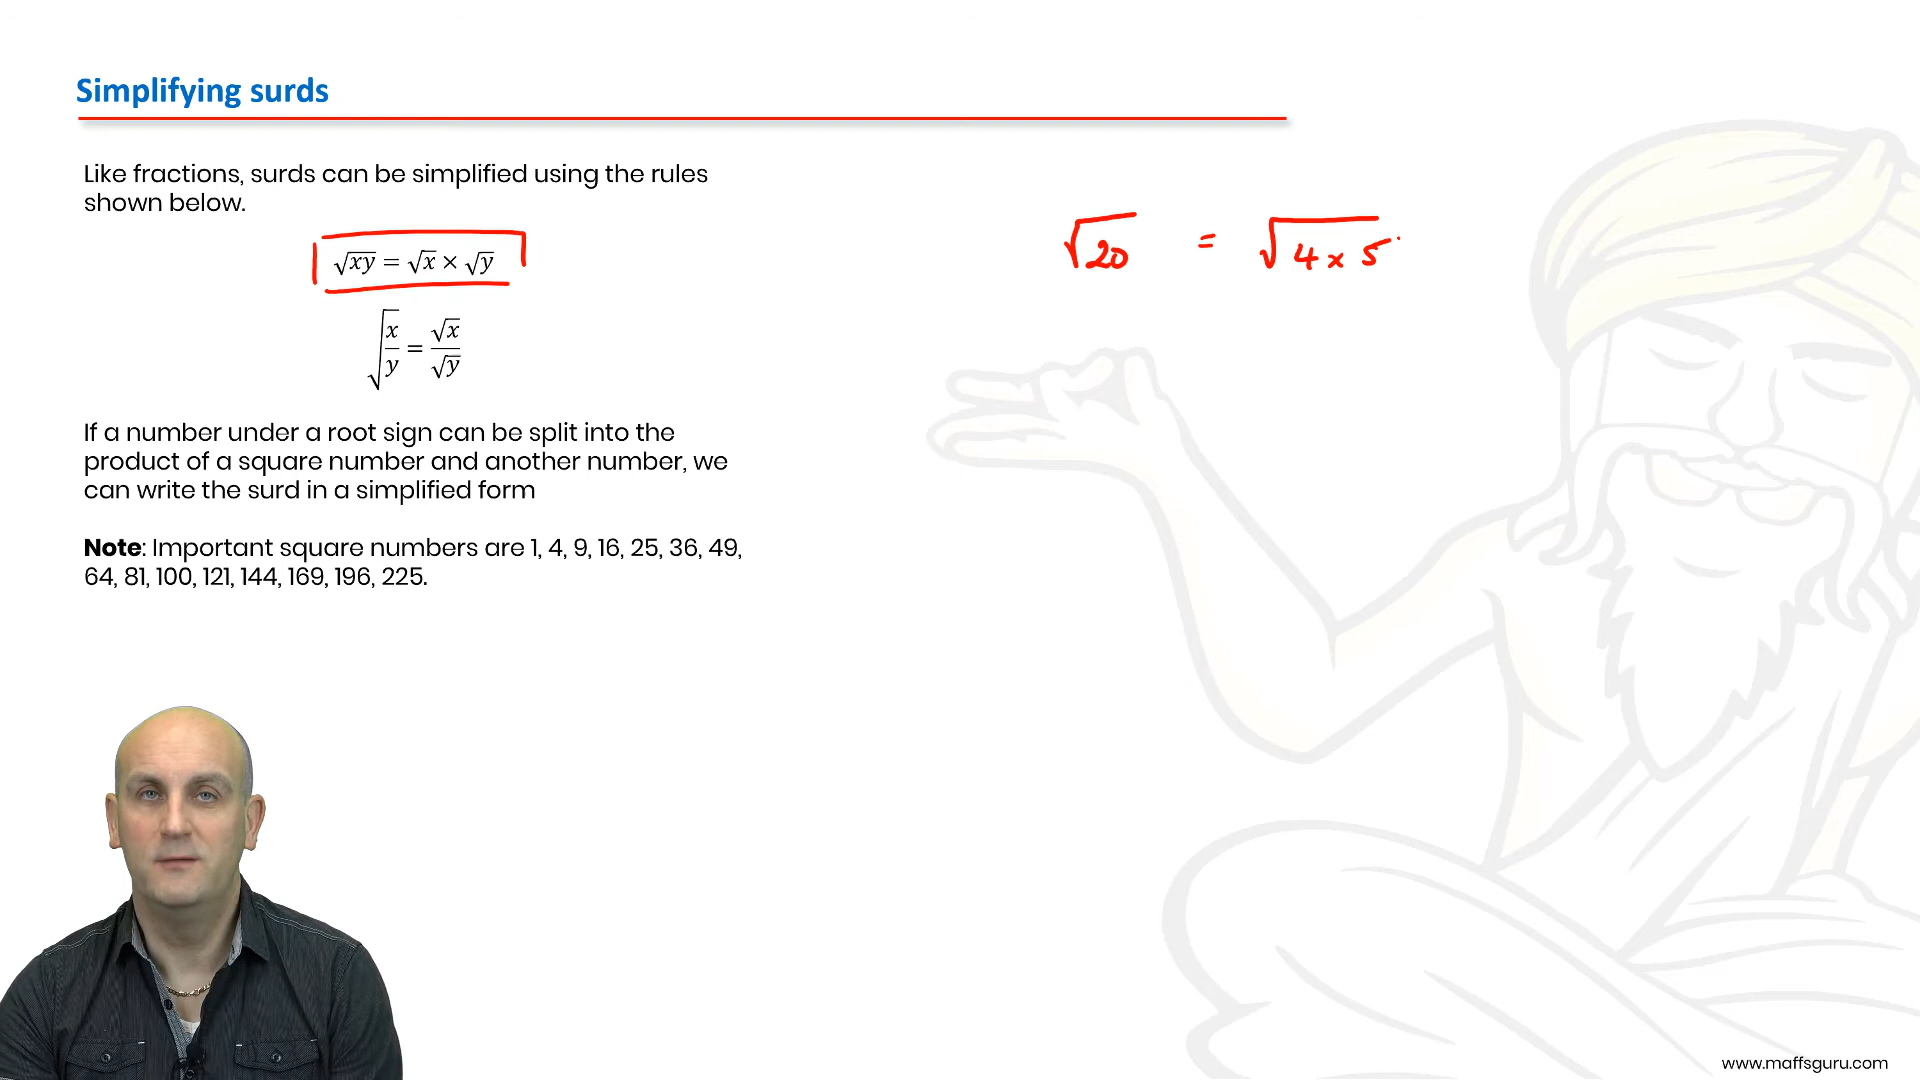 Simplifying surds
Like fractions, surds can be simplified using the rules
shown below.
√xy = √x × √y
√(x/y) = √x/√y
If a number under a root sign can be split into the
product of a square number and another number, we
can write the surd in a simplified form
Note: Important square numbers are 1, 4, 9, 16, 25, 36, 49,
64, 81, 100, 121, 144, 169, 196, 225.
√20 = √4 × 5
www.maffsguru.com